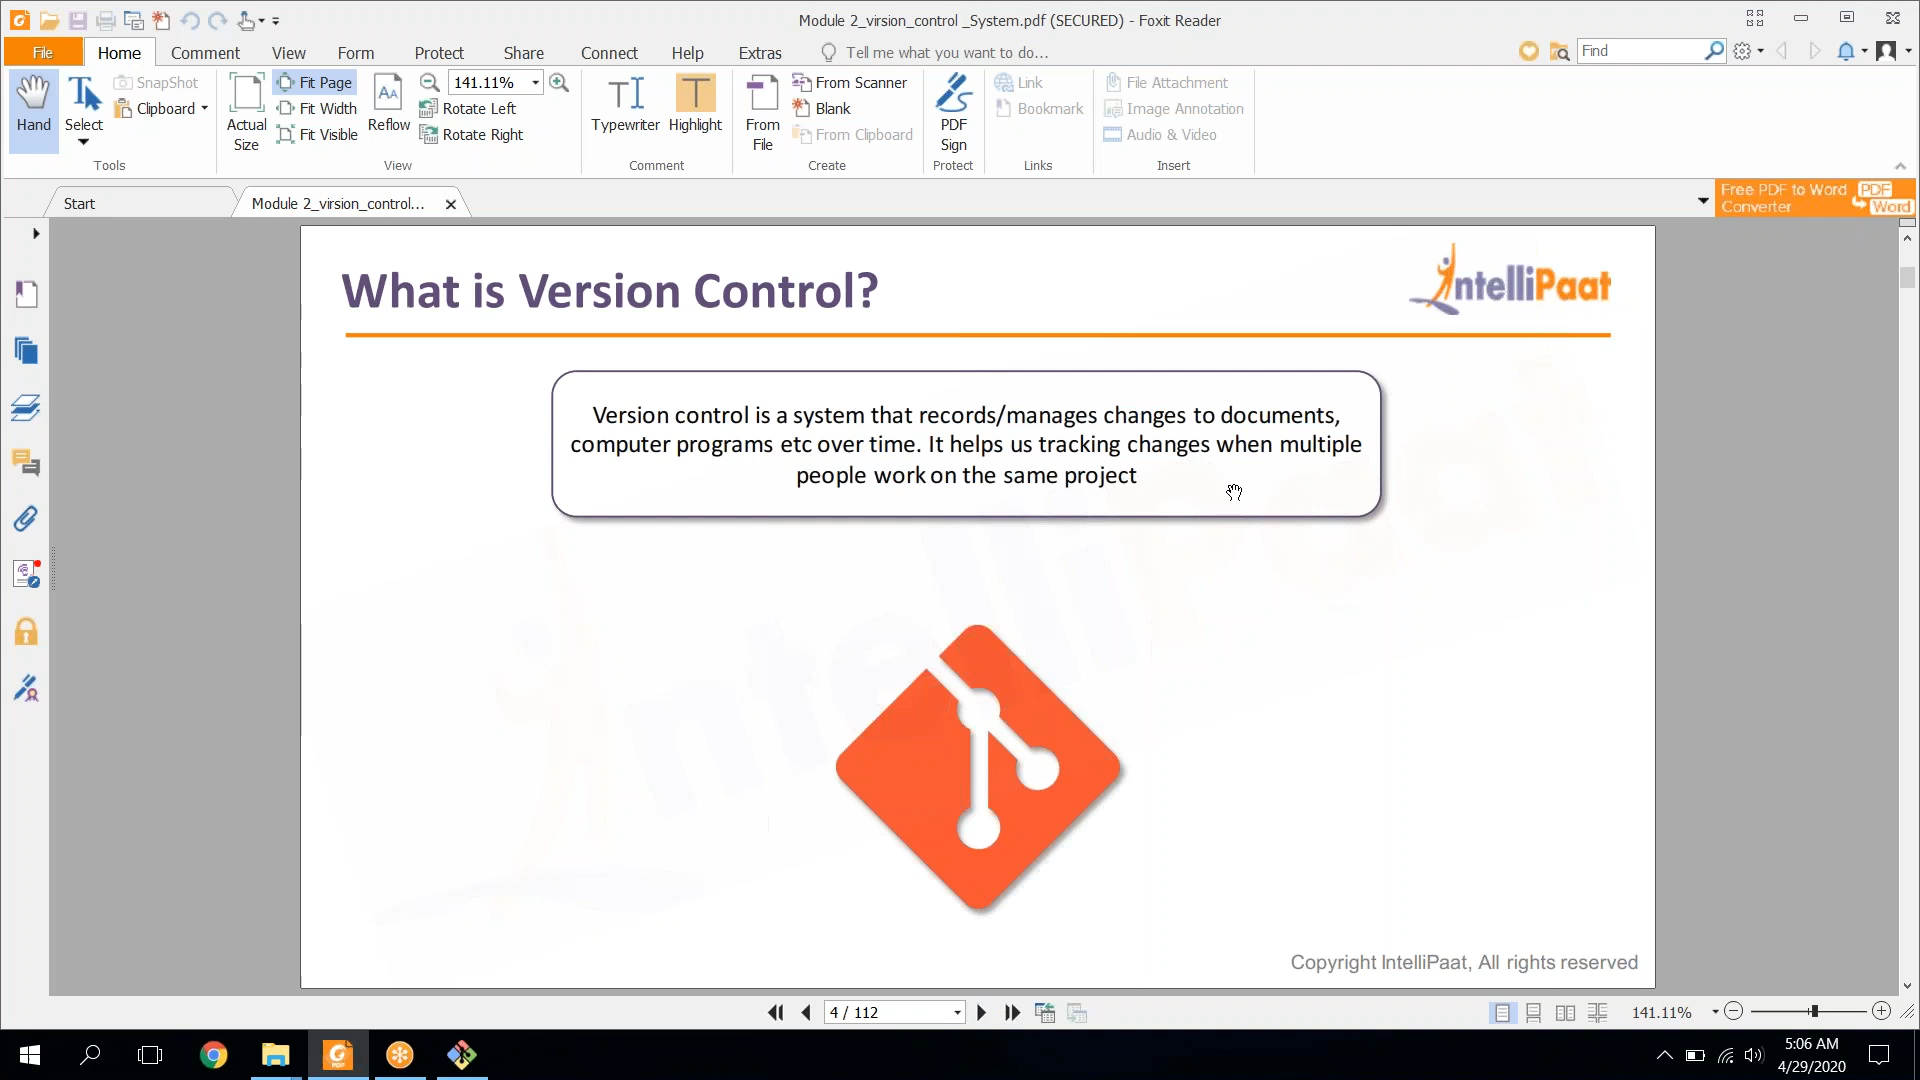 Module 2_virsion_control _System.pdf (SECURED) - Foxit Reader
File Home Comment View Form Protect Share Connect Help Extras Tell me what you want to do... Find
Hand
Select
SnapShot
Clipboard
Tools
Actual
Size
Fit Page
Fit Width
Fit Visible
Reflow
141.11%
Rotate Left
Rotate Right
View
Typewriter
Highlight
Comment
From
File
From Scanner
Blank
From Clipboard
Create
PDF
Sign
Protect
Link
Bookmark
Links
File Attachment
Image Annotation
Audio & Video
Insert
Start
Module 2_virsion_control...
Free PDF to Word
Converter
PDF
Word
What is Version Control?
IntelliPaat
Version control is a system that records/manages changes to documents,
computer programs etc over time. It helps us tracking changes when multiple
people work on the same project
Copyright IntelliPaat, All rights reserved
4 / 112
141.11%
5:06 AM
4/29/2020